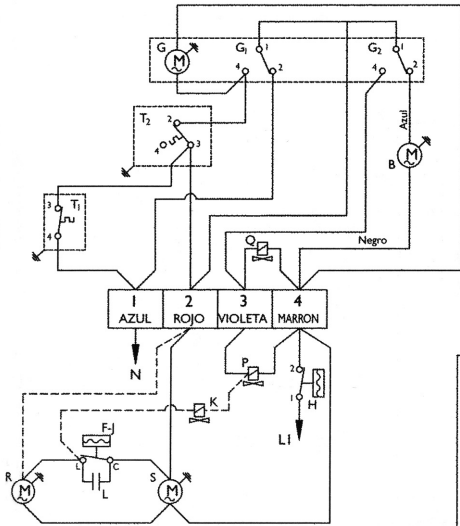 G
M
G1
1
4
2
G2
1
4
2
T2
2
4
3
Azul
M
B
3
T1
4
Q
Negro
1
AZUL
2
ROJO
3
VIOLETA
4
MARRON
N
P
2
1
H
K
L1
F-J
L
C
L
R
M
S
M